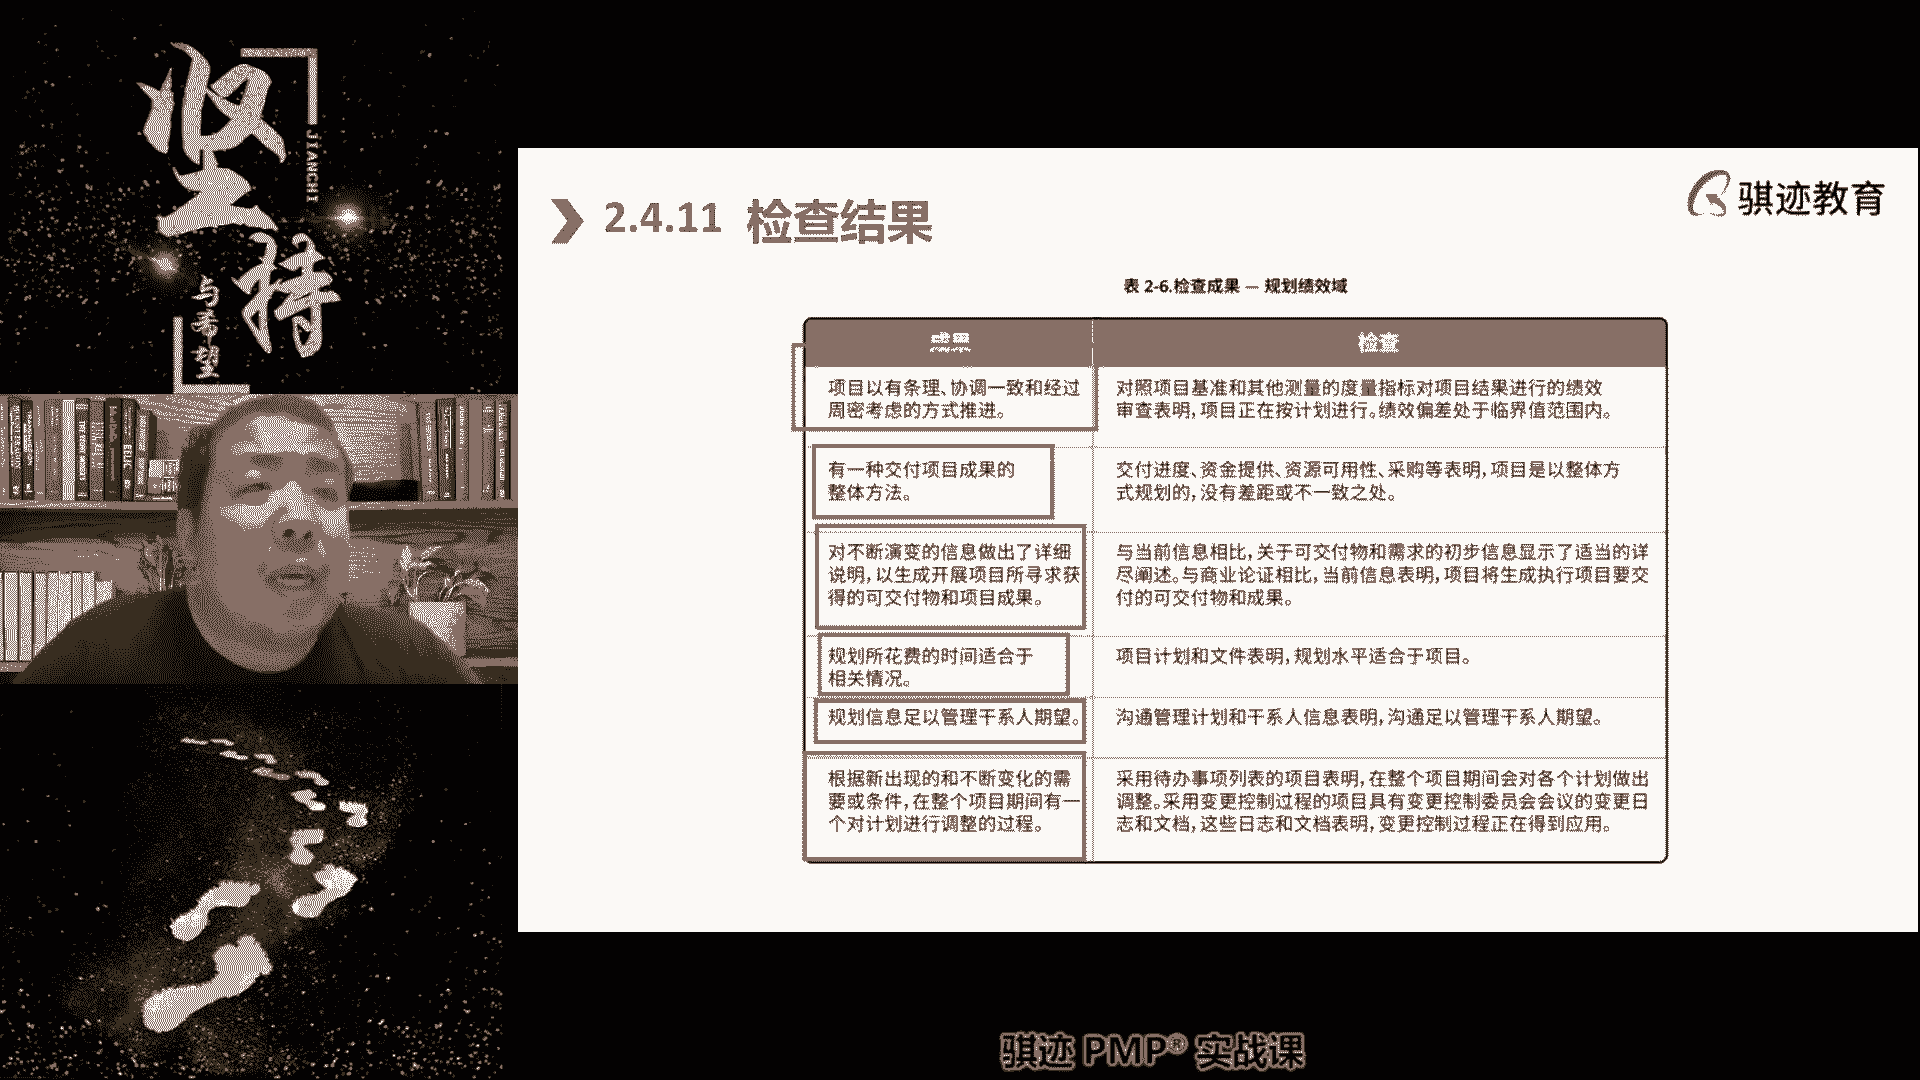 坚持
JIANCHI
与希望
2.4.11 检查结果
骐迹教育
表 2-6.检查成果 — 规划绩效域
成果
检查
项目以有条理、协调一致和经过
周密考虑的方式推进。
对照项目基准和其他测量的度量指标对项目结果进行的绩效
审查表明,项目正在按计划进行。绩效偏差处于临界值范围内。
有一种交付项目成果的
整体方法。
交付进度、资金提供、资源可用性、采购等表明,项目是以整体方
式规划的,没有差距或不一致之处。
对不断演变的信息做出了详细
说明,以生成开展项目所寻求获
得的可交付物和项目成果。
与当前信息相比,关于可交付物和需求的初步信息显示了适当的详
尽阐述。与商业论证相比,当前信息表明,项目将生成执行项目要交
付的可交付物和成果。
规划所花费的时间适合于
相关情况。
项目计划和文件表明,规划水平适合于项目。
规划信息足以管理干系人期望。
沟通管理计划和干系人信息表明,沟通足以管理干系人期望。
根据新出现的和不断变化的需
要或条件,在整个项目期间有一
个对计划进行调整的过程。
采用待办事项列表的项目表明,在整个项目期间会对各个计划做出
调整。采用变更控制过程的项目具有变更控制委员会会议的变更日
志和文档,这些日志和文档表明,变更控制过程正在得到应用。
骐迹 PMP® 实战课